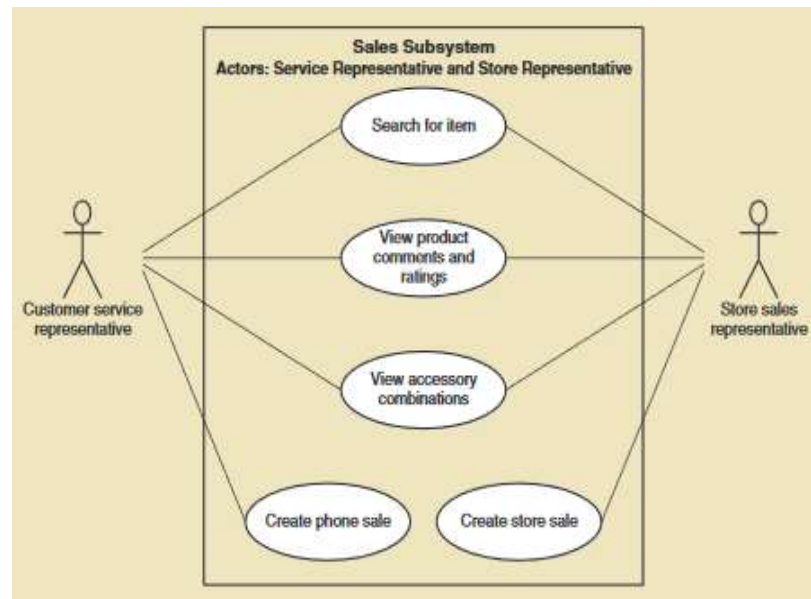 Sales Subsystem
Actors: Service Representative and Store Representative
Search for item
View product
comments and
ratings
Customer service
representative
Store sales
representative
View accessory
combinations
Create phone sale
Create store sale